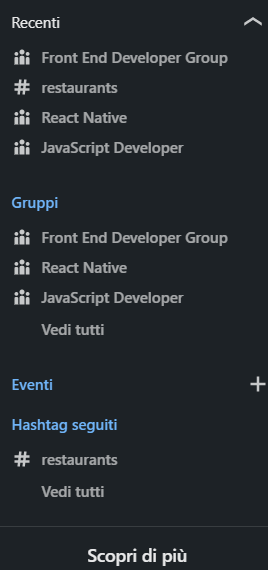 Recenti
Front End Developer Group
# restaurants
React Native
JavaScript Developer
Gruppi
Front End Developer Group
React Native
JavaScript Developer
Vedi tutti
Eventi
Hashtag seguiti
# restaurants
Vedi tutti
Scopri di più